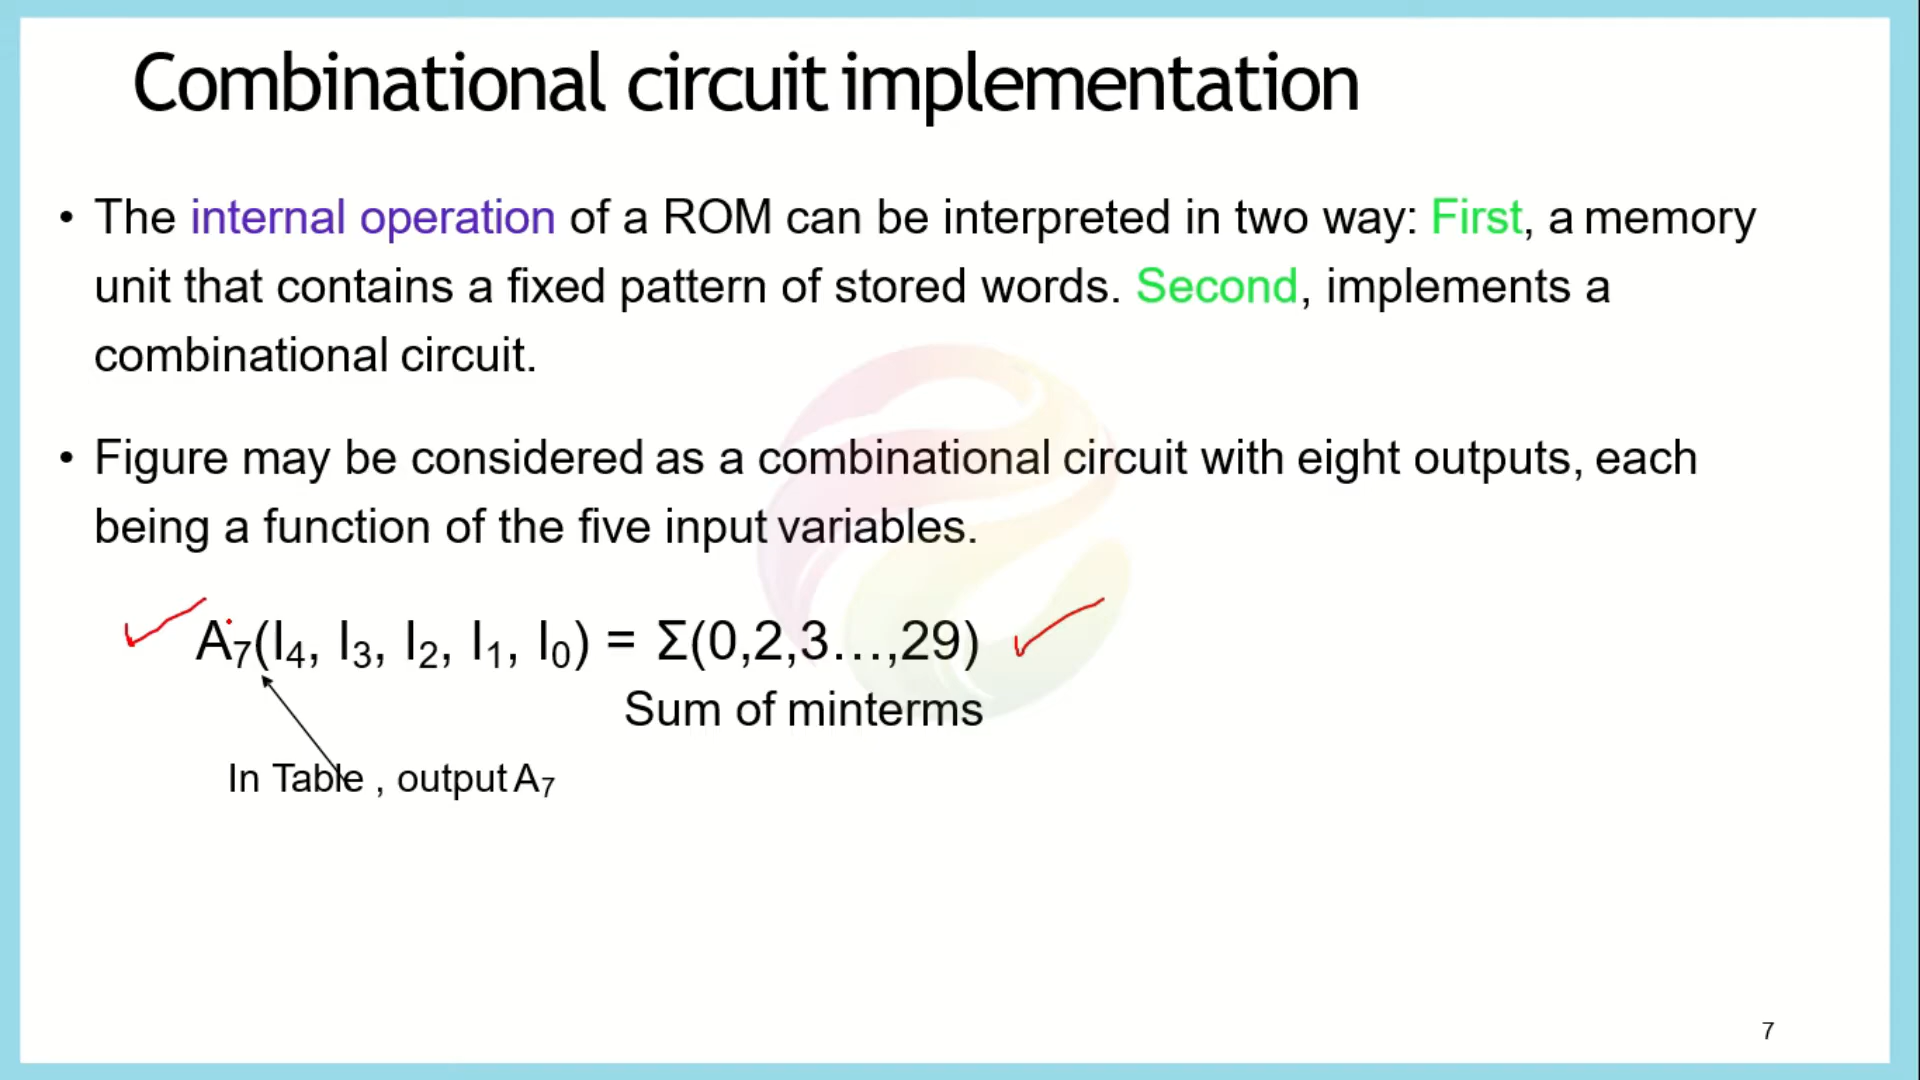 Combinational circuit implementation
• The internal operation of a ROM can be interpreted in two way: First, a memory
unit that contains a fixed pattern of stored words. Second, implements a
combinational circuit.
• Figure may be considered as a combinational circuit with eight outputs, each
being a function of the five input variables.
A₇(I₄, I₃, I₂, I₁, I₀) = Σ(0,2,3…,29)
Sum of minterms
In Table , output A₇
7